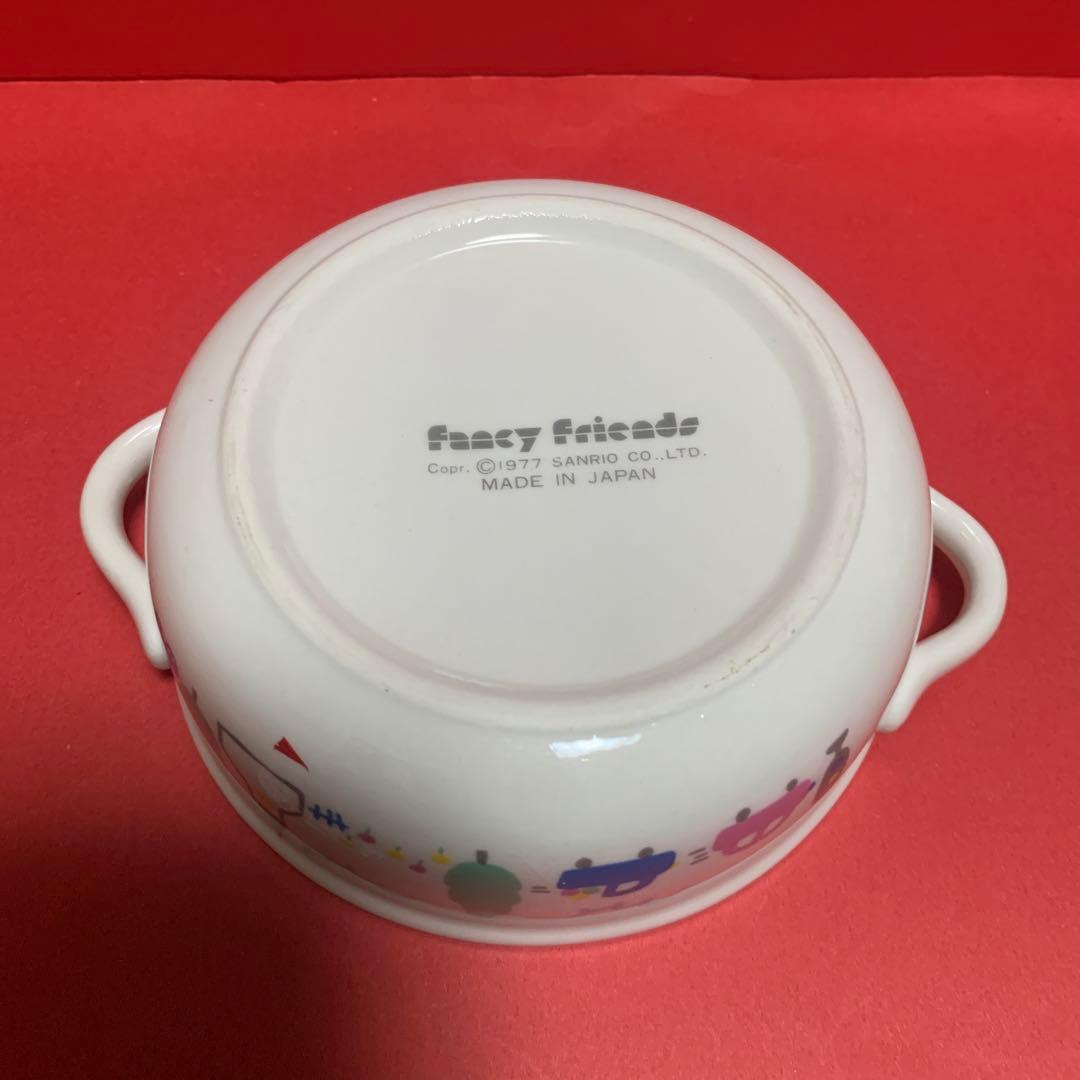 fancy friends
Copr. ©1977 SANRIO CO.,LTD.
MADE IN JAPAN